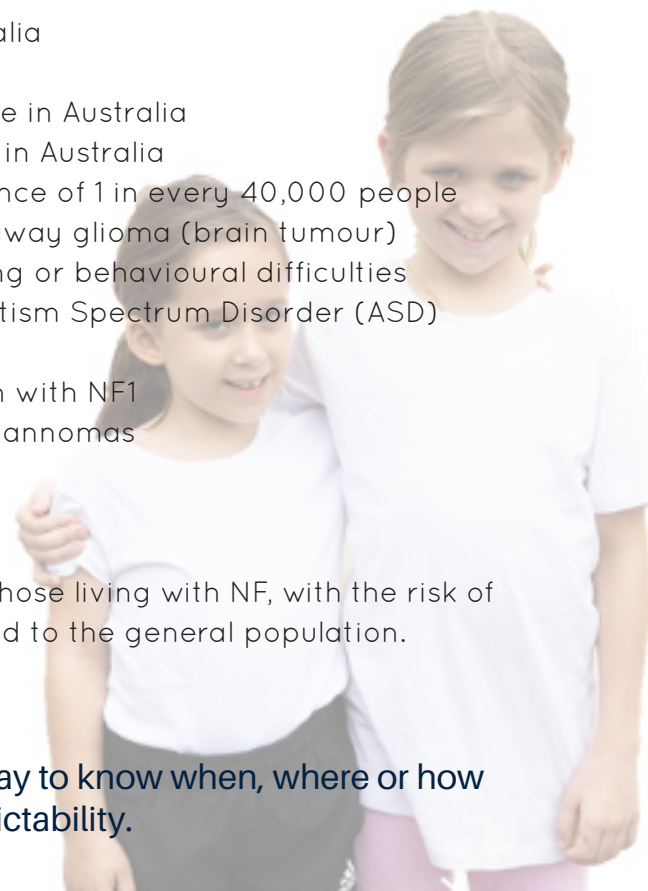 alia
e in Australia
in Australia
nce of 1 in every 40,000 people
way glioma (brain tumour)
ng or behavioural difficulties
tism Spectrum Disorder (ASD)
n with NF1
annomas
hose living with NF, with the risk of
d to the general population.
ay to know when, where or how
ictability.